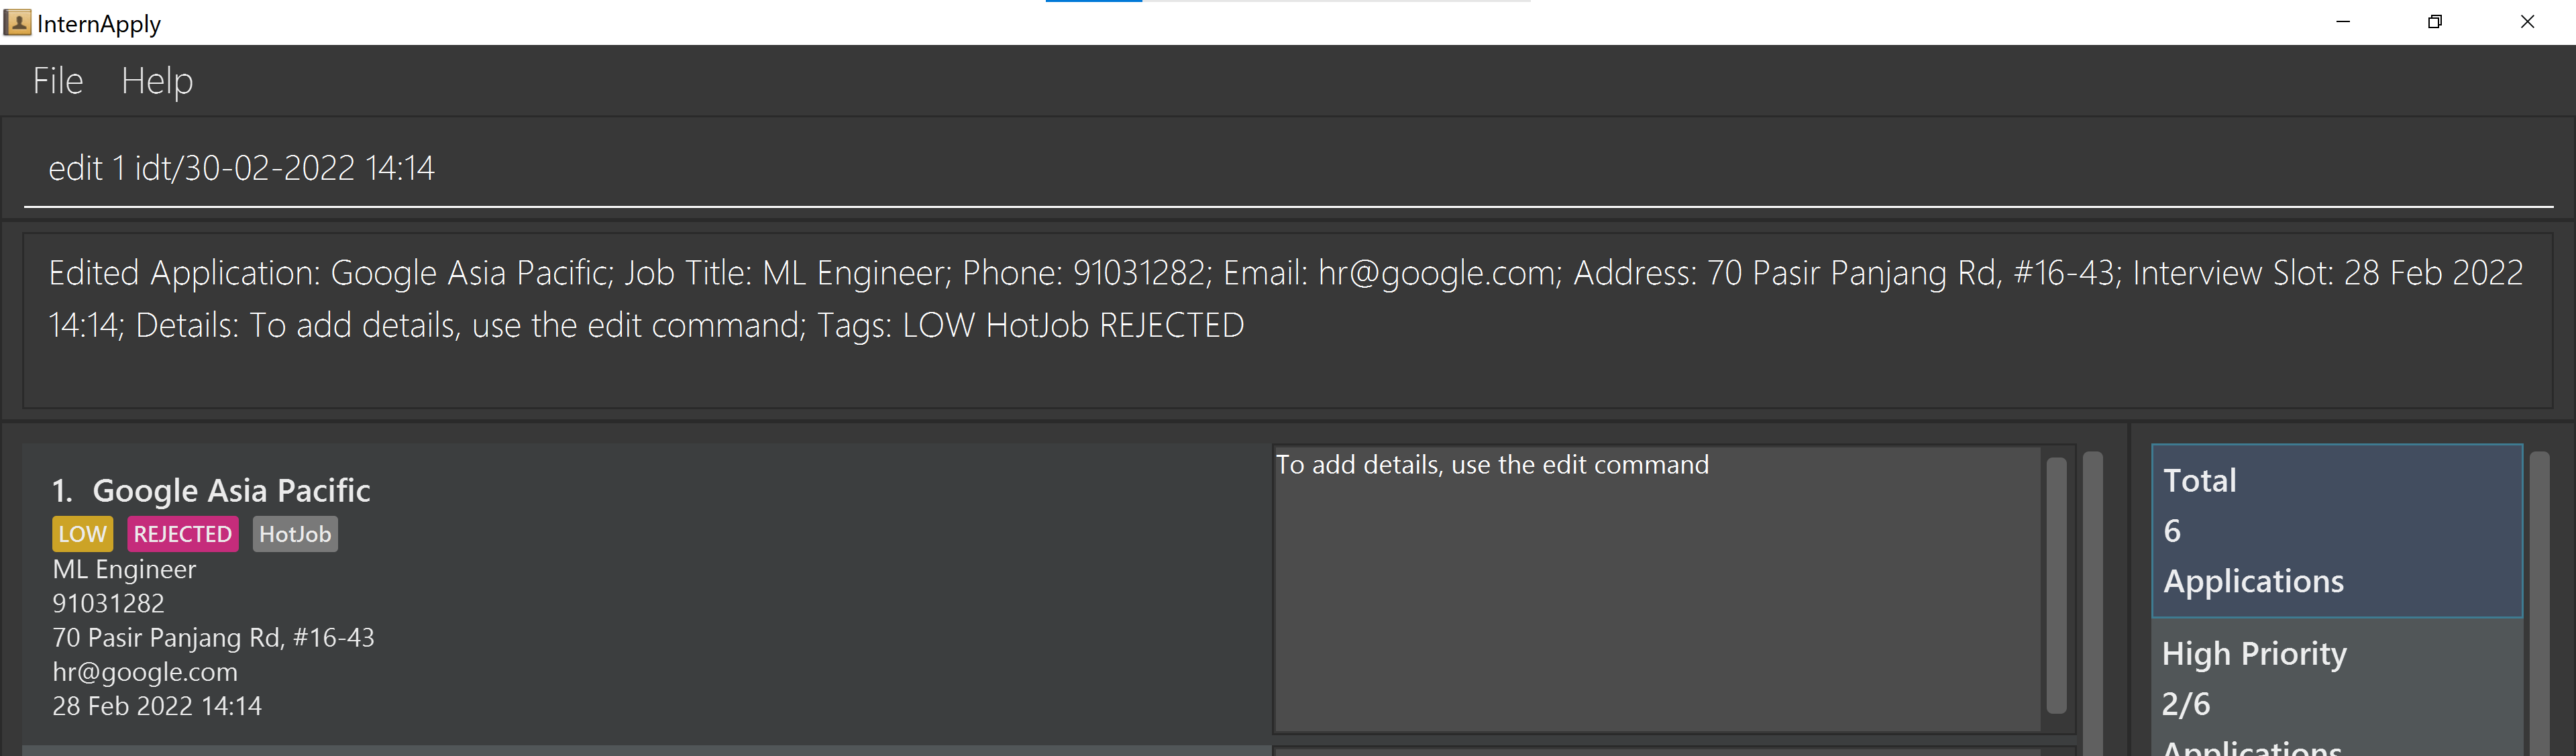 InternApply
File Help
edit 1 idt/30-02-2022 14:14
Edited Application: Google Asia Pacific; Job Title: ML Engineer; Phone: 91031282; Email: hr@google.com; Address: 70 Pasir Panjang Rd, #16-43; Interview Slot: 28 Feb 2022
14:14; Details: To add details, use the edit command; Tags: LOW HotJob REJECTED
1. Google Asia Pacific
LOW REJECTED HotJob
ML Engineer
91031282
70 Pasir Panjang Rd, #16-43
hr@google.com
28 Feb 2022 14:14
To add details, use the edit command
Total
6
Applications
High Priority
2/6
Applications